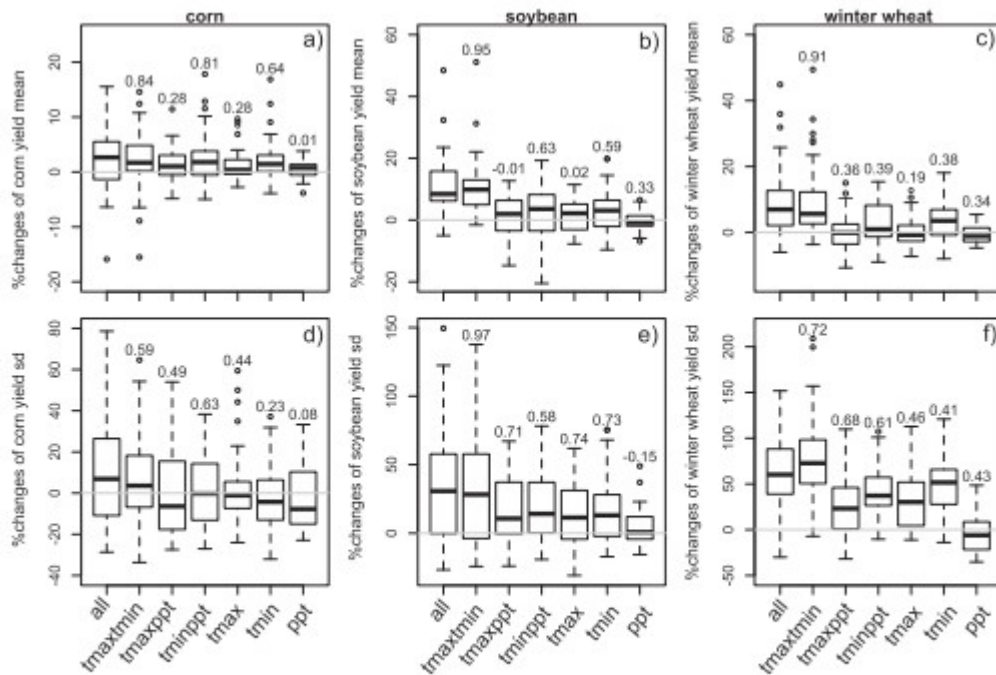 corn
soybean
winter wheat
a)
%changes of corn yield mean
20
10
0
10
20
0.84
0.28
0.81
0.28
0.64
0.01
b)
%changes of soybean yield mean
60
40
20
0
-20
0.95
-0.01
0.63
0.02
0.59
0.33
c)
%changes of winter wheat yield mean
60
40
20
0
0.91
0.36
0.39
0.19
0.38
0.34
d)
%changes of corn yield sd
80
60
40
20
0
-20
-40
0.59
0.49
0.63
0.44
0.23
0.08
e)
%changes of soybean yield sd
150
100
50
0
0.97
0.71
0.58
0.74
0.73
-0.15
f)
%changes of winter wheat yield sd
200
150
100
50
0
-50
0.72
0.68
0.61
0.46
0.41
0.43
all
tmaxtmin
tmaxppt
tminppt
tmax
tmin
ppt
all
tmaxtmin
tmaxppt
tminppt
tmax
tmin
ppt
all
tmaxtmin
tmaxppt
tminppt
tmax
tmin
ppt